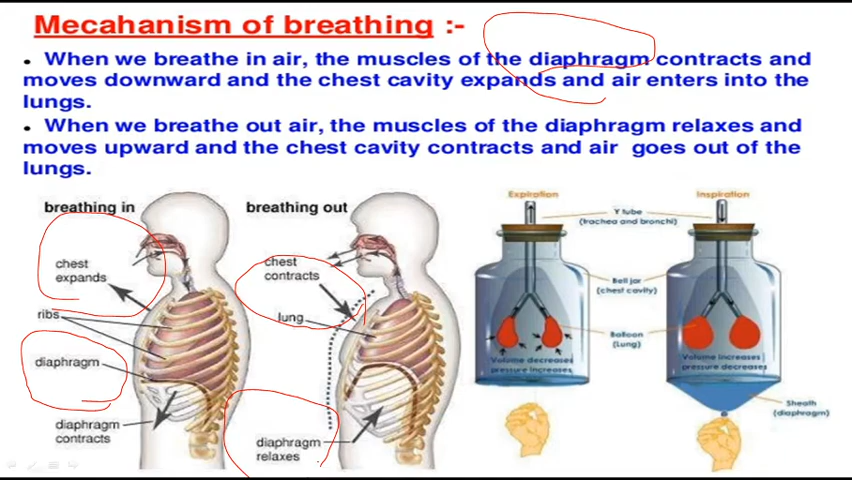 Mecahanism of breathing :-
• When we breathe in air, the muscles of the diaphragm contracts and
moves downward and the chest cavity expands and air enters into the
lungs.
• When we breathe out air, the muscles of the diaphragm relaxes and
moves upward and the chest cavity contracts and air goes out of the
lungs.
breathing in
chest
expands
ribs
diaphragm
diaphragm
contracts
breathing out
chest
contracts
lung
diaphragm
relaxes
Expiration
Inspiration
Y tube
(trachea and bronchi)
Bell jar
(chest cavity)
Balloon
(Lung)
Volume decreases
pressure increases
Volume increases
pressure decreases
Sheath
(diaphragm)